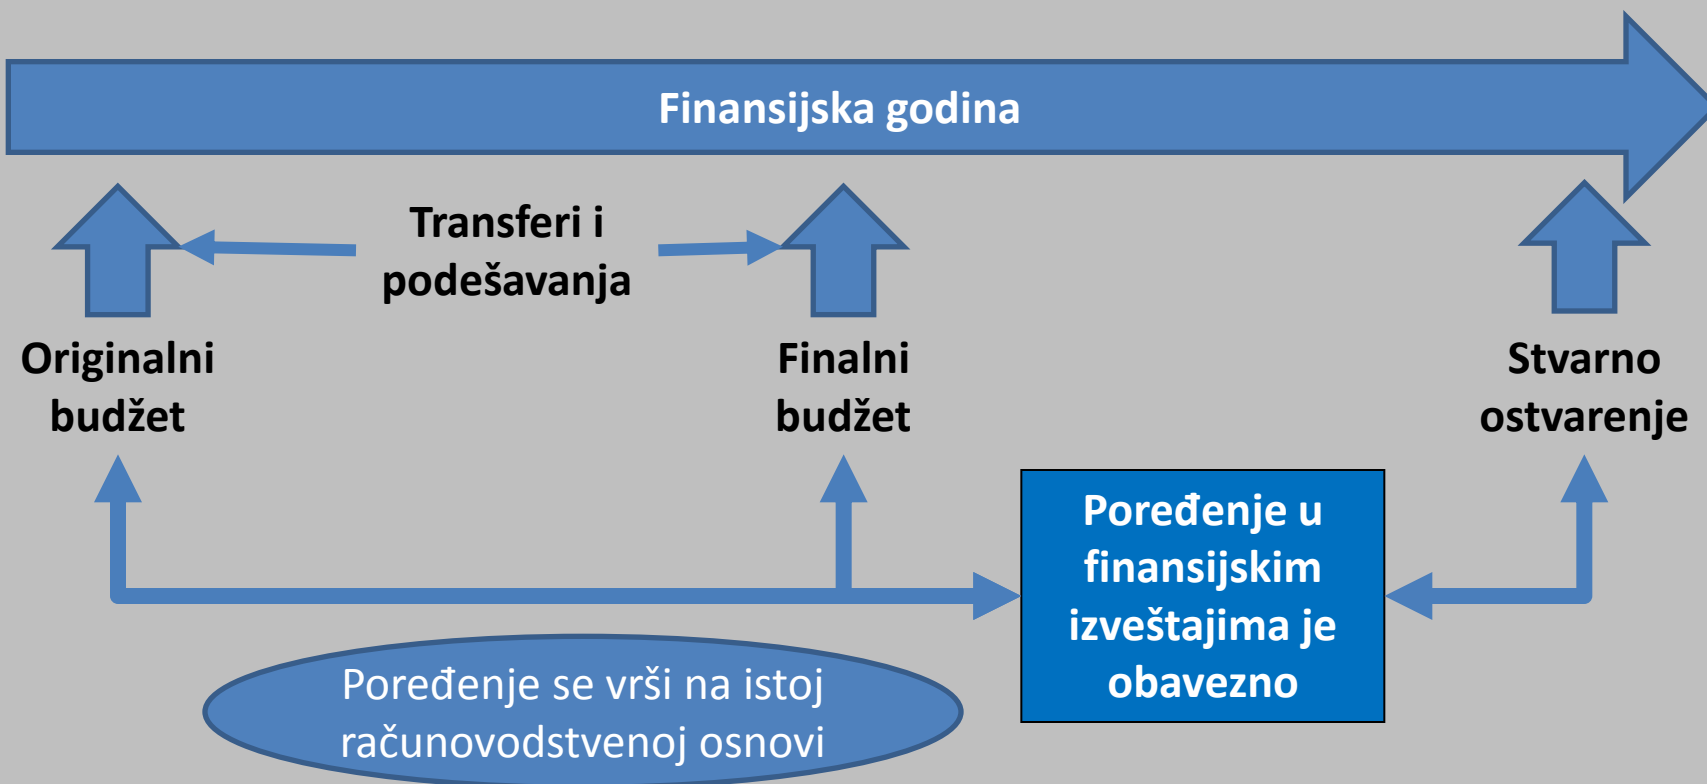 Finansijska godina
Transferi i
podešavanja
Originalni
budžet
Finalni
budžet
Stvarno
ostvarenje
Poređenje u
finansijskim
izveštajima je
obavezno
Poređenje se vrši na istoj
računovodstvenoj osnovi